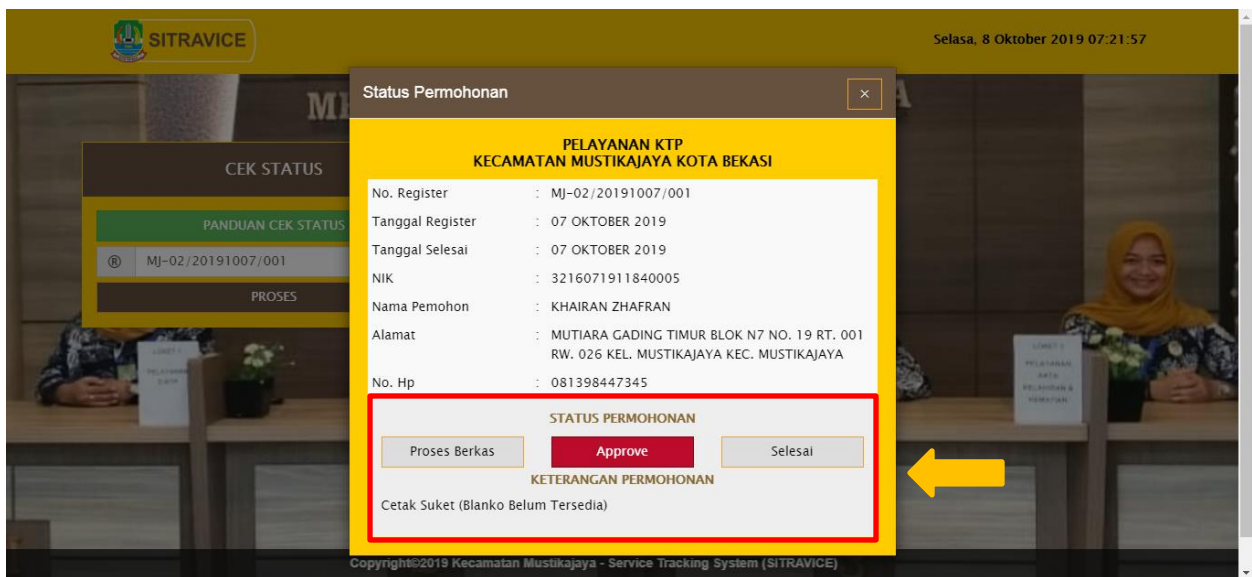 SITRAVICE
Selasa, 8 Oktober 2019 07:21:57
Status Permohonan
×
PELAYANAN KTP
KECAMATAN MUSTIKAJAYA KOTA BEKASI
No. Register : MJ-02/20191007/001
Tanggal Register : 07 OKTOBER 2019
Tanggal Selesai : 07 OKTOBER 2019
NIK : 3216071911840005
Nama Pemohon : KHAIRAN ZHAFRAN
Alamat : MUTIARA GADING TIMUR BLOK N7 NO. 19 RT. 001
RW. 026 KEL. MUSTIKAJAYA KEC. MUSTIKAJAYA
No. Hp : 081398447345
STATUS PERMOHONAN
Proses Berkas Approve Selesai
KETERANGAN PERMOHONAN
Cetak Suket (Blanko Belum Tersedia)
CEK STATUS
PANDUAN CEK STATUS
® MJ-02/20191007/001
PROSES
LOKET 1
Copyright©2019 Kecamatan Mustikajaya - Service Tracking System (SITRAVICE)